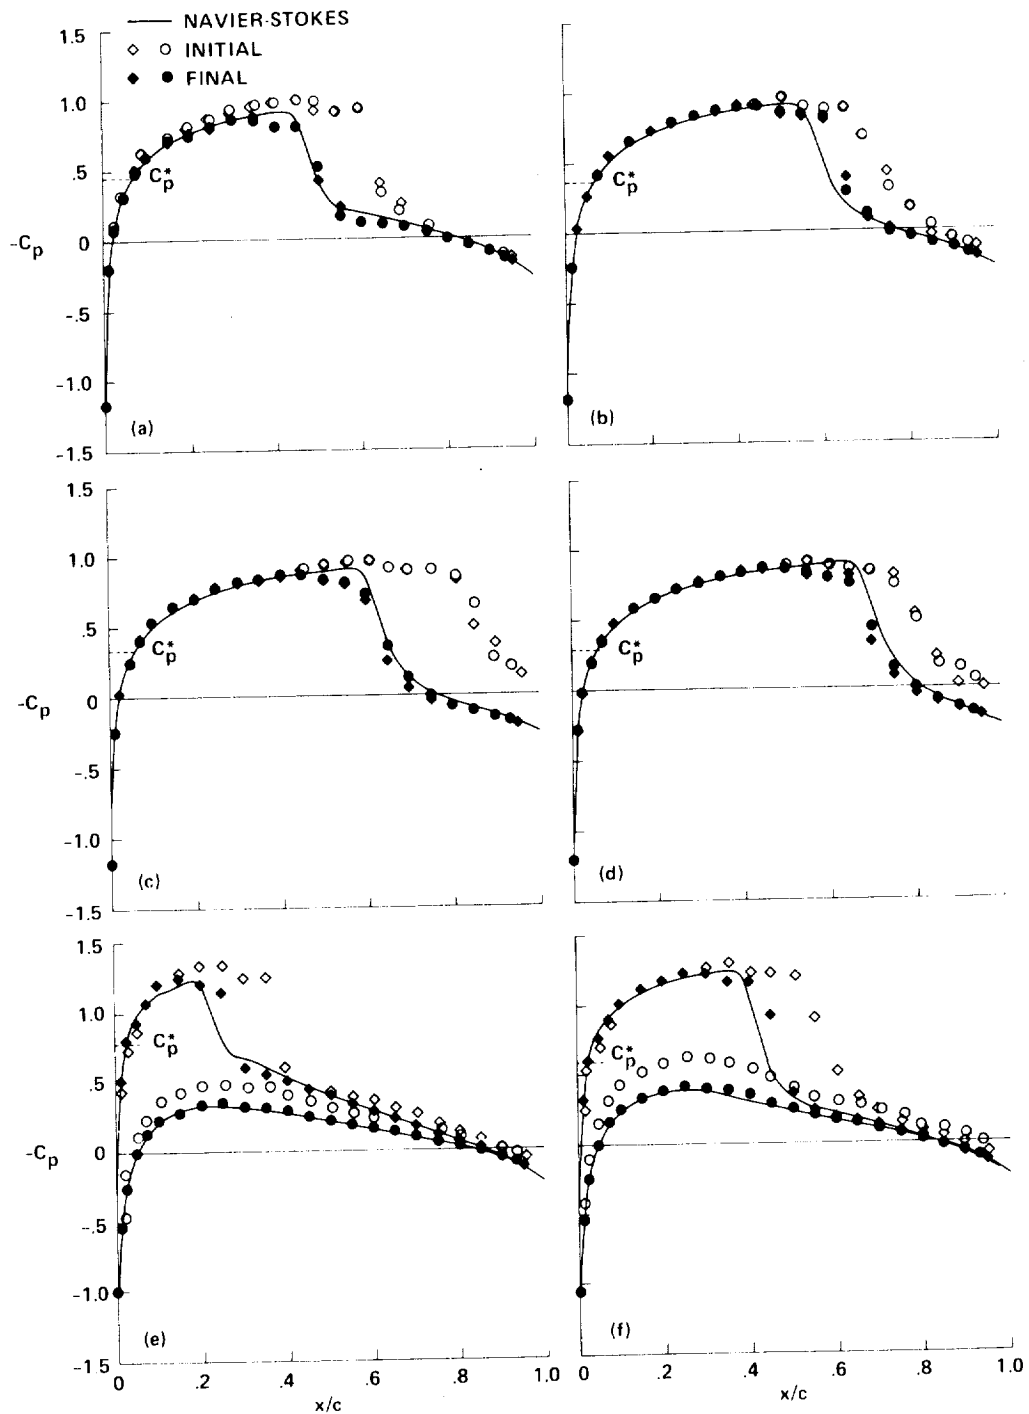 NAVIER-STOKES
INITIAL
FINAL
1.5
1.0
.5
0
-.5
-1.0
-1.5
-Cp
C*p
(a)
C*p
(b)
1.5
1.0
.5
0
-.5
-1.0
-1.5
-Cp
C*p
(c)
C*p
(d)
1.5
1.0
.5
0
-.5
-1.0
-1.5
-Cp
C*p
(e)
0 .2 .4 .6 .8 1.0
x/c
C*p
(f)
0 .2 .4 .6 .8 1.0
x/c